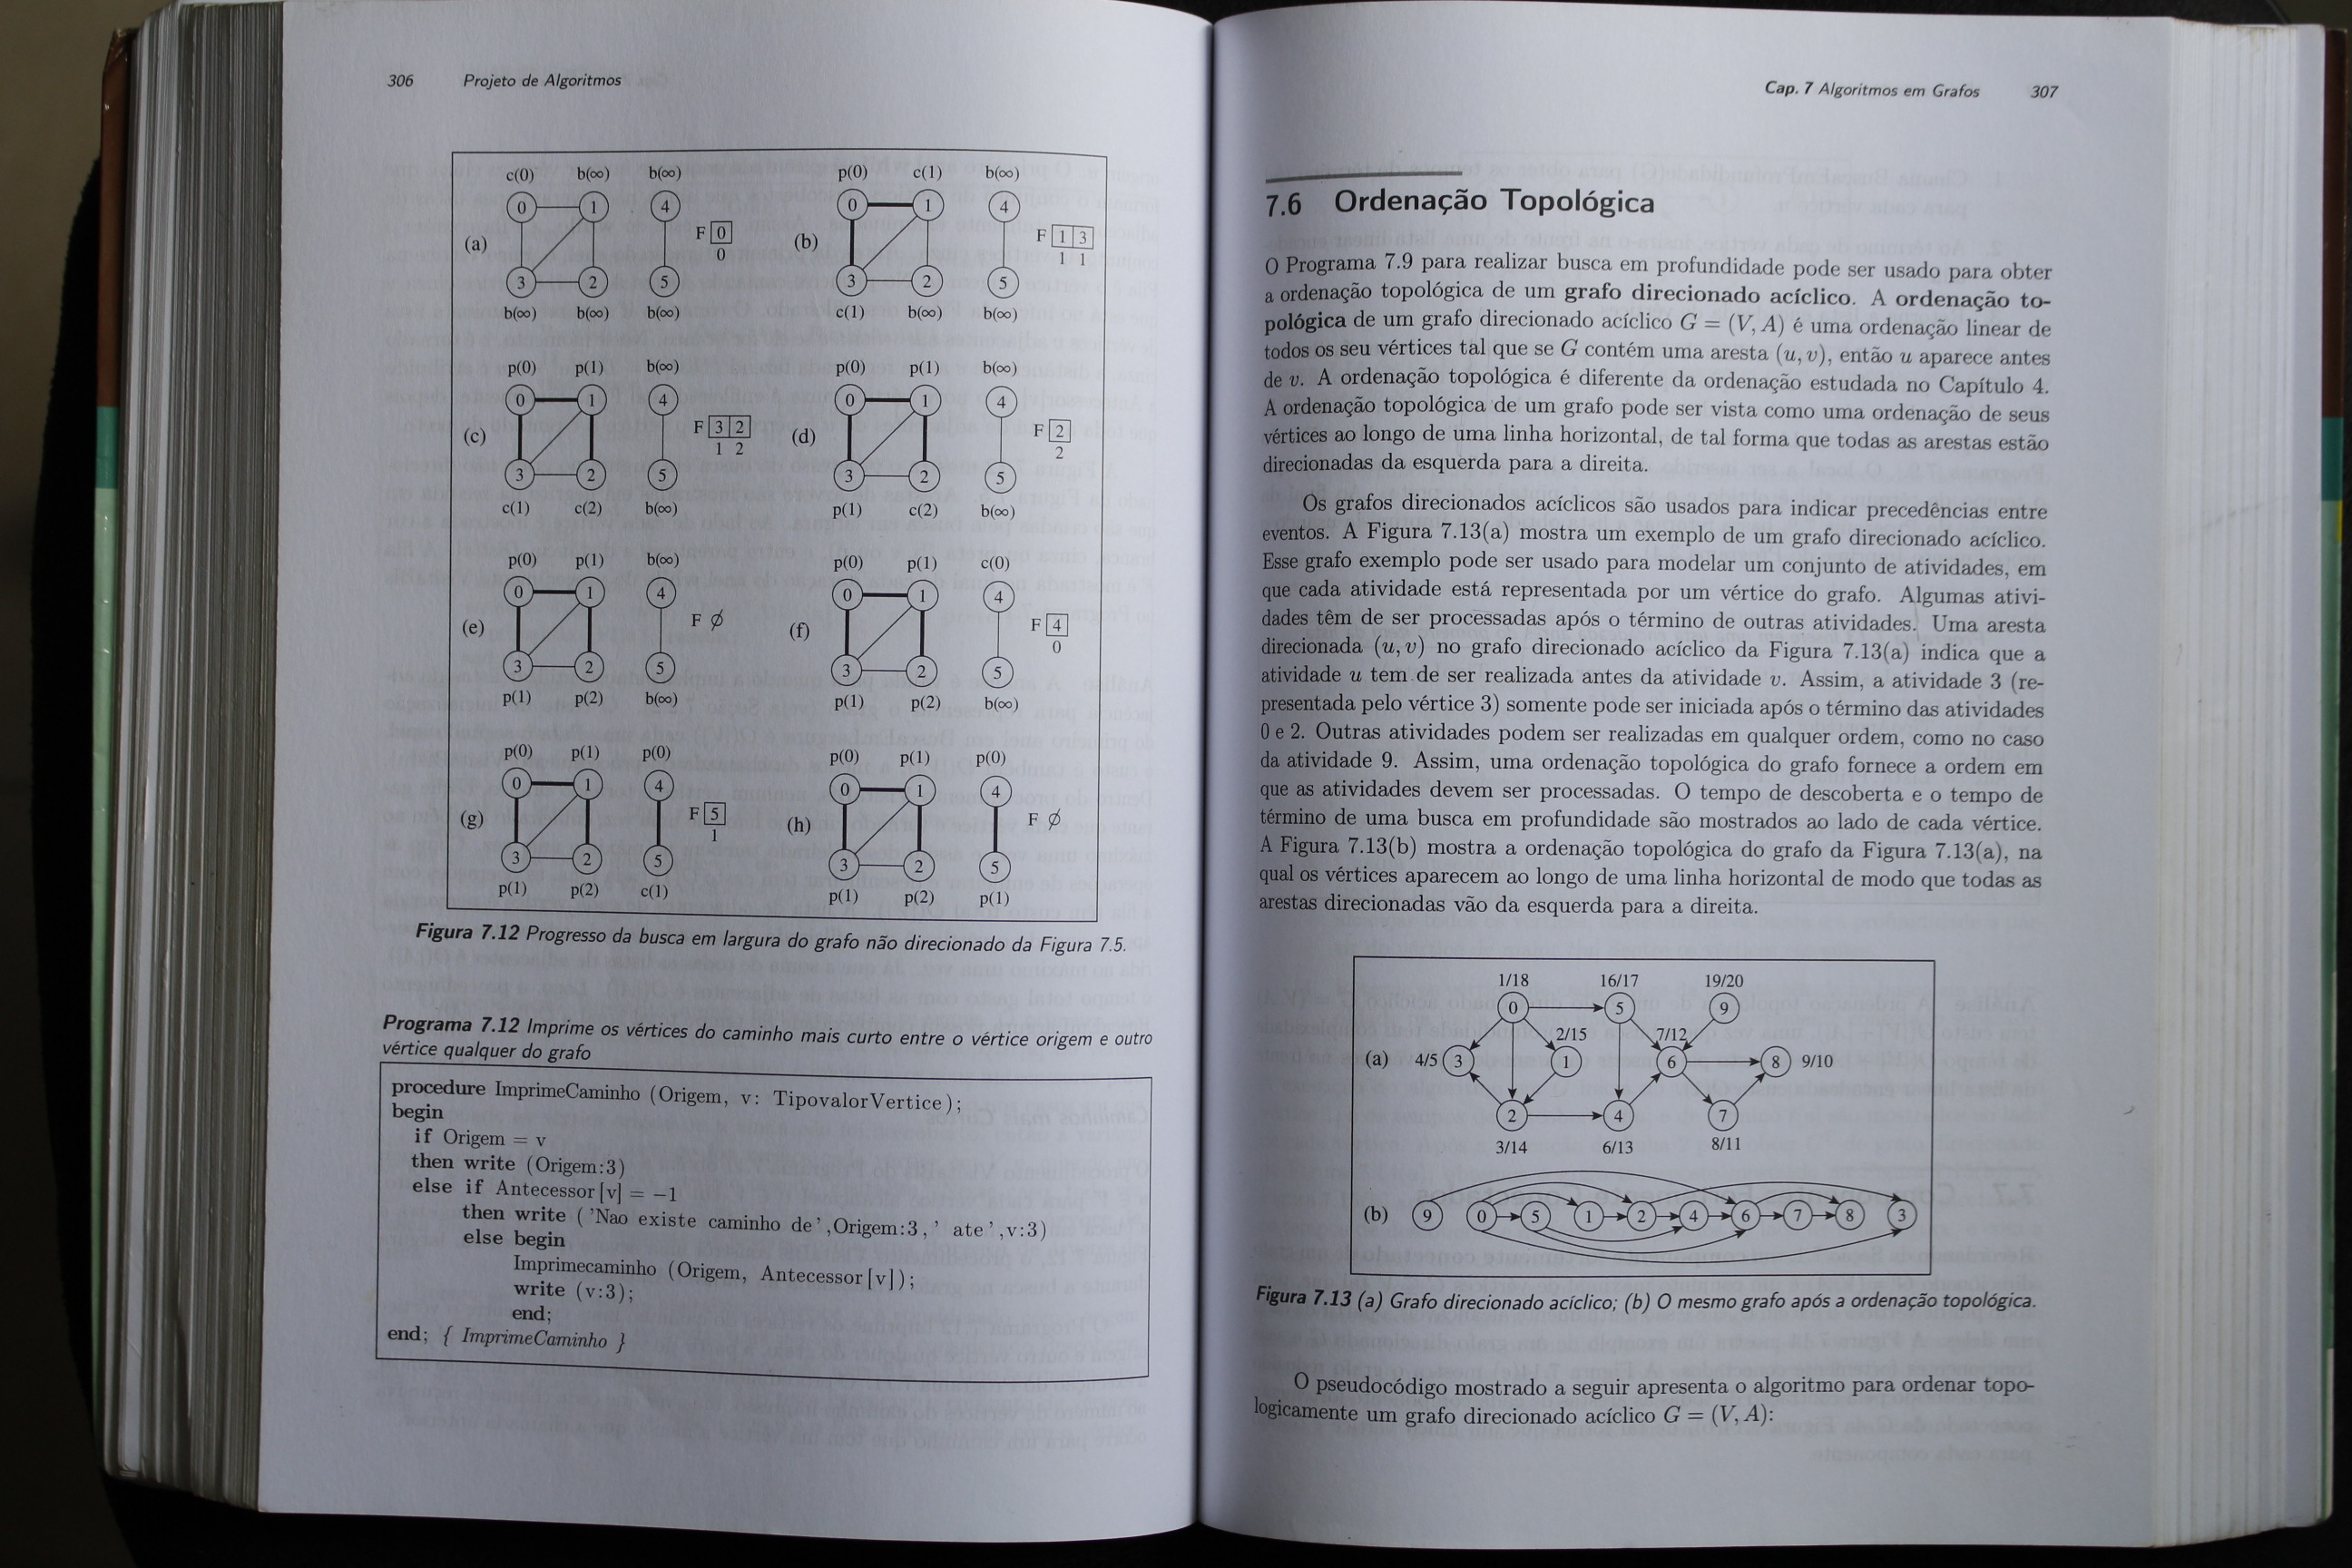 306 Projeto de Algoritmos
c(0) b(∞) b(∞) p(0) c(1) b(∞)
0 1 4 0 1 4
(a) F 0 (b) F 1 3
0 1 1
3 2 5 3 2 5
b(∞) b(∞) b(∞) c(1) b(∞) b(∞)
p(0) p(1) b(∞) p(0) p(1) b(∞)
0 1 4 0 1 4
(c) F 3 2 (d) F 2
1 2 2
3 2 5 3 2 5
c(1) c(2) b(∞) p(1) c(2) b(∞)
p(0) p(1) b(∞) p(0) p(1) c(0)
0 1 4 0 1 4
(e) F ∅ (f) F 4
0
3 2 5 3 2 5
p(1) p(2) b(∞) p(1) p(2) b(∞)
p(0) p(1) p(0) p(0) p(1) p(0)
0 1 4 0 1 4
(g) F 5 (h) F ∅
1
3 2 5 3 2 5
p(1) p(2) c(1) p(1) p(2) p(1)
Figura 7.12 Progresso da busca em largura do grafo não direcionado da Figura 7.5.
Programa 7.12 Imprime os vértices do caminho mais curto entre o vértice origem e outro
vértice qualquer do grafo
procedure ImprimeCaminho (Origem, v: TipovalorVertice);
begin
if Origem = v
then write (Origem:3)
else if Antecessor[v] = −1
then write ('Nao existe caminho de',Origem:3,' ate',v:3)
else begin
Imprimecaminho (Origem, Antecessor[v]);
write (v:3);
end;
end; { ImprimeCaminho }
Cap. 7 Algoritmos em Grafos 307
7.6 Ordenação Topológica
O Programa 7.9 para realizar busca em profundidade pode ser usado para obter
a ordenação topológica de um grafo direcionado acíclico. A ordenação to-
pológica de um grafo direcionado acíclico G = (V, A) é uma ordenação linear de
todos os seu vértices tal que se G contém uma aresta (u, v), então u aparece antes
de v. A ordenação topológica é diferente da ordenação estudada no Capítulo 4.
A ordenação topológica de um grafo pode ser vista como uma ordenação de seus
vértices ao longo de uma linha horizontal, de tal forma que todas as arestas estão
direcionadas da esquerda para a direita.
Os grafos direcionados acíclicos são usados para indicar precedências entre
eventos. A Figura 7.13(a) mostra um exemplo de um grafo direcionado acíclico.
Esse grafo exemplo pode ser usado para modelar um conjunto de atividades, em
que cada atividade está representada por um vértice do grafo. Algumas ativi-
dades têm de ser processadas após o término de outras atividades. Uma aresta
direcionada (u, v) no grafo direcionado acíclico da Figura 7.13(a) indica que a
atividade u tem de ser realizada antes da atividade v. Assim, a atividade 3 (re-
presentada pelo vértice 3) somente pode ser iniciada após o término das atividades
0 e 2. Outras atividades podem ser realizadas em qualquer ordem, como no caso
da atividade 9. Assim, uma ordenação topológica do grafo fornece a ordem em
que as atividades devem ser processadas. O tempo de descoberta e o tempo de
término de uma busca em profundidade são mostrados ao lado de cada vértice.
A Figura 7.13(b) mostra a ordenação topológica do grafo da Figura 7.13(a), na
qual os vértices aparecem ao longo de uma linha horizontal de modo que todas as
arestas direcionadas vão da esquerda para a direita.
1/18 16/17 19/20
0 5 9
2/15 7/12
(a) 4/5 3 1 6 8 9/10
2 4 7
3/14 6/13 8/11
(b) 9 0 5 1 2 4 6 7 8 3
Figura 7.13 (a) Grafo direcionado acíclico; (b) O mesmo grafo após a ordenação topológica.
O pseudocódigo mostrado a seguir apresenta o algoritmo para ordenar topo-
logicamente um grafo direcionado acíclico G = (V, A):